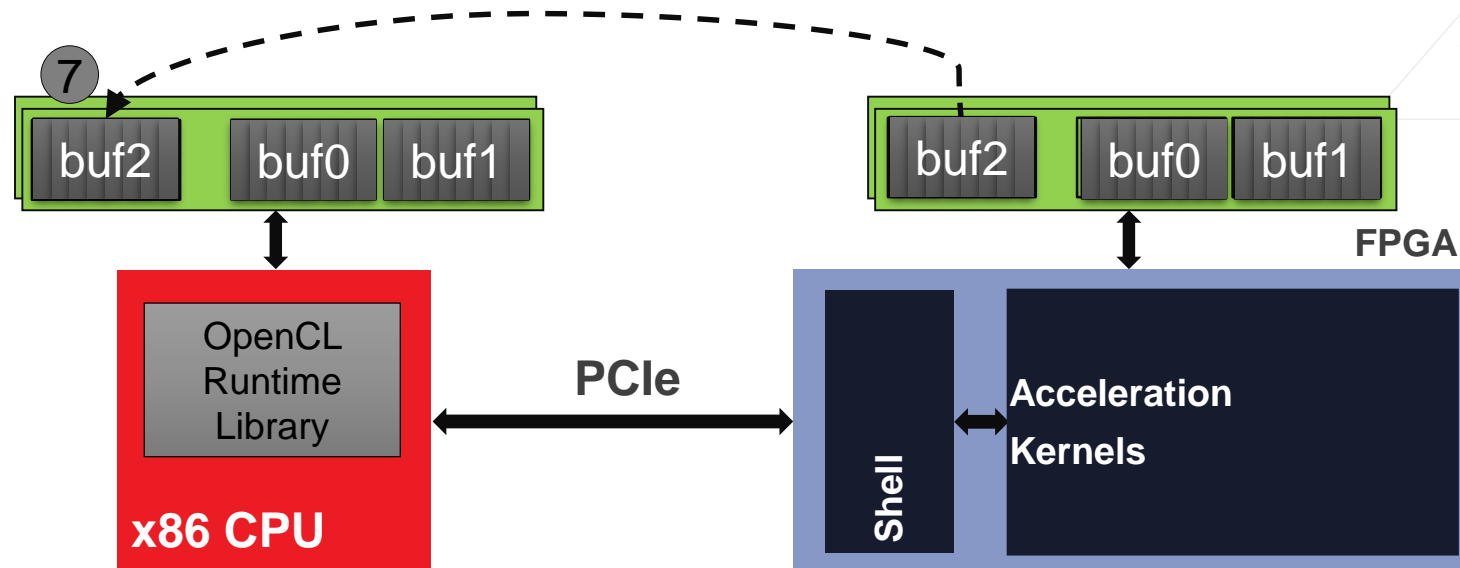 7
buf2
buf0
buf1
buf2
buf0
buf1
FPGA
OpenCL
Runtime
Library
x86 CPU
PCIe
Shell
Acceleration
Kernels